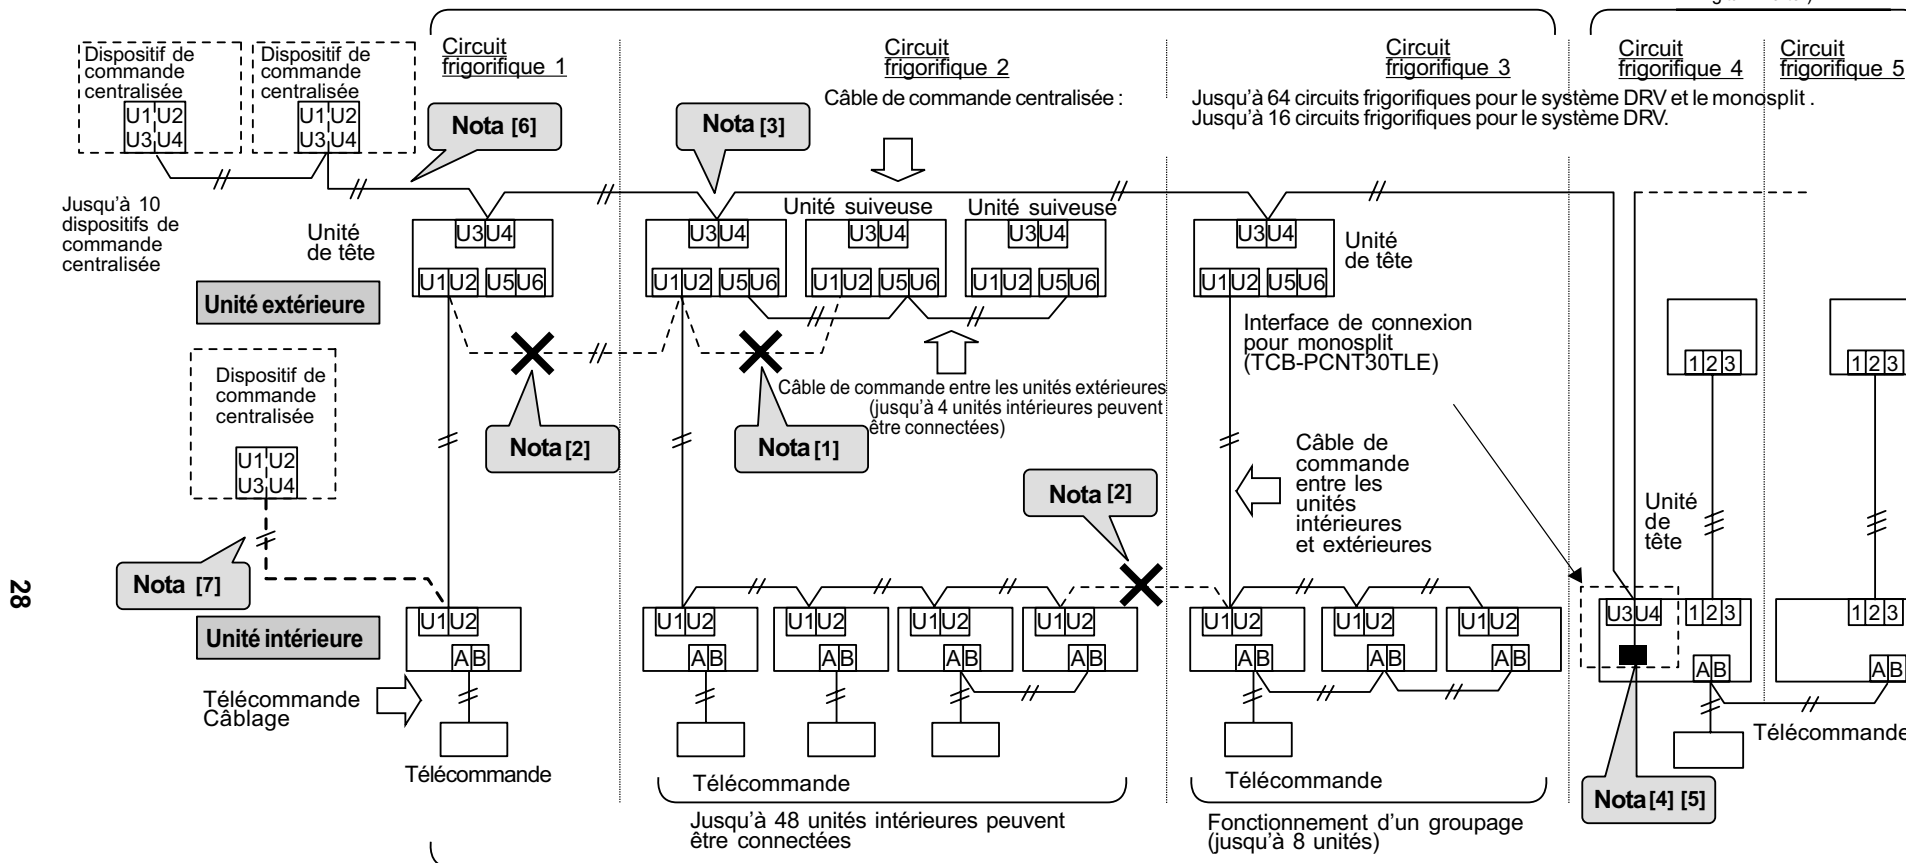 Circuit
frigorifique 1
Circuit
frigorifique 2
Circuit
frigorifique 3
Circuit
frigorifique 4
Circuit
frigorifique 5
Dispositif de
commande
centralisée
U1 U2
U3 U4
Dispositif de
commande
centralisée
U1 U2
U3 U4
Nota [6]
Nota [3]
Câble de commande centralisée :
Jusqu'à 64 circuits frigorifiques pour le système DRV et le monosplit .
Jusqu'à 16 circuits frigorifiques pour le système DRV.
Jusqu'à 10
dispositifs de
commande
centralisée
Unité
de tête
U3 U4
U1 U2 U5 U6
U3 U4
U1 U2 U5 U6
Unité suiveuse
U3 U4
U1 U2 U5 U6
Unité suiveuse
U3 U4
U1 U2 U5 U6
U3 U4
U1 U2 U5 U6
Unité
de tête
Unité extérieure
Interface de connexion
pour monosplit
(TCB-PCNT30TLE)
1 2 3
1 2 3
Dispositif de
commande
centralisée
U1 U2
U3 U4
Câble de commande entre les unités extérieures
(jusqu'à 4 unités intérieures peuvent
être connectées)
Nota [2]
Nota [1]
Nota [2]
Câble de
commande
entre les
unités
intérieures
et extérieures
Unité
de
tête
Nota [7]
28
Unité intérieure
U1 U2
A B
U1 U2
A B
U1 U2
A B
U1 U2
A B
U1 U2
A B
U1 U2
A B
U1 U2
A B
U1 U2
A B
U3 U4
1 2 3
A B
1 2 3
A B
Télécommande
Câblage
Télécommande
Télécommande
Télécommande
Télécommande
Nota [4] [5]
Jusqu'à 48 unités intérieures peuvent
être connectées
Fonctionnement d'un groupage
(jusqu'à 8 unités)